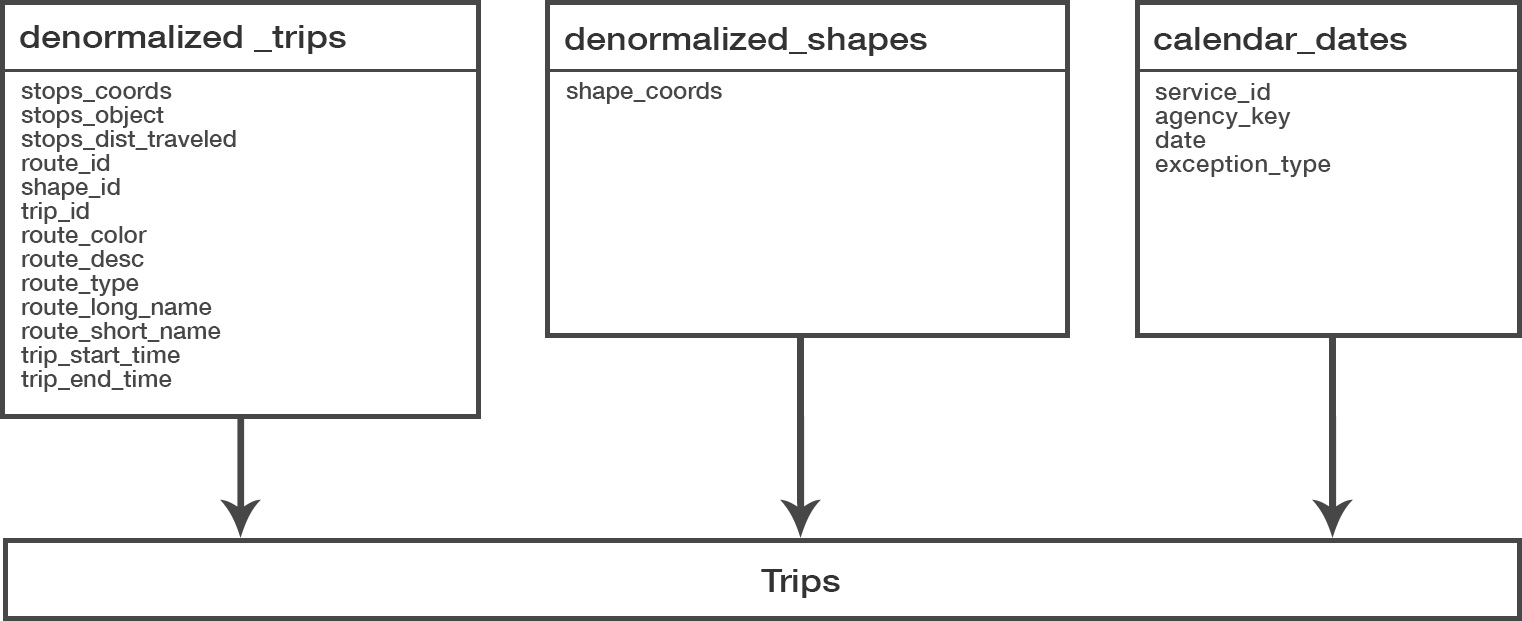 denormalized _trips
stops_coords
stops_object
stops_dist_traveled
route_id
shape_id
trip_id
route_color
route_desc
route_type
route_long_name
route_short_name
trip_start_time
trip_end_time
denormalized_shapes
shape_coords
calendar_dates
service_id
agency_key
date
exception_type
Trips